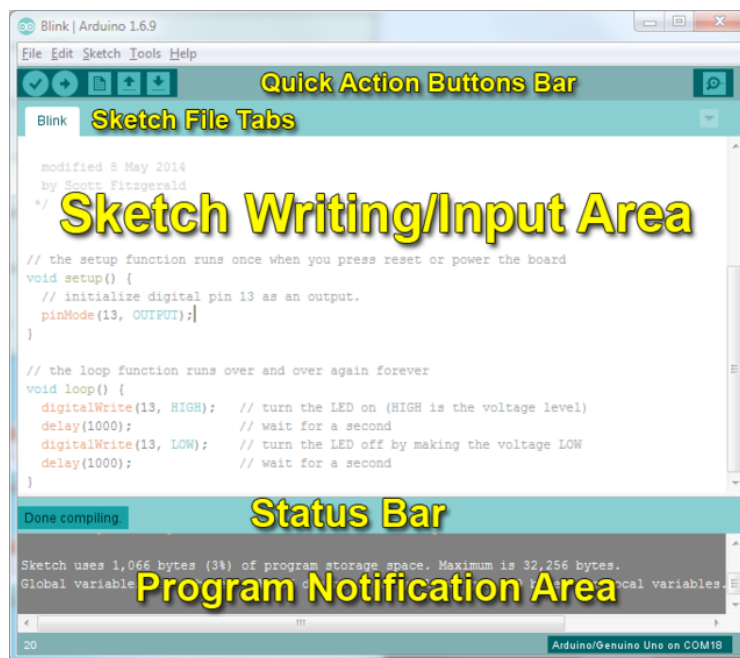 Blink | Arduino 1.6.9
File Edit Sketch Tools Help
Quick Action Buttons Bar
Blink
Sketch File Tabs
modified 8 May 2014
by Scott Fitzgerald
*/
Sketch Writing/Input Area
// the setup function runs once when you press reset or power the board
void setup() {
// initialize digital pin 13 as an output.
pinMode(13, OUTPUT);
}
// the loop function runs over and over again forever
void loop() {
digitalWrite(13, HIGH);   // turn the LED on (HIGH is the voltage level)
delay(1000);              // wait for a second
digitalWrite(13, LOW);    // turn the LED off by making the voltage LOW
delay(1000);              // wait for a second
}
Status Bar
Done compiling.
Sketch uses 1,066 bytes (3%) of program storage space. Maximum is 32,256 bytes.
Global variables local variables.
Program Notification Area
20
Arduino/Genuino Uno on COM18